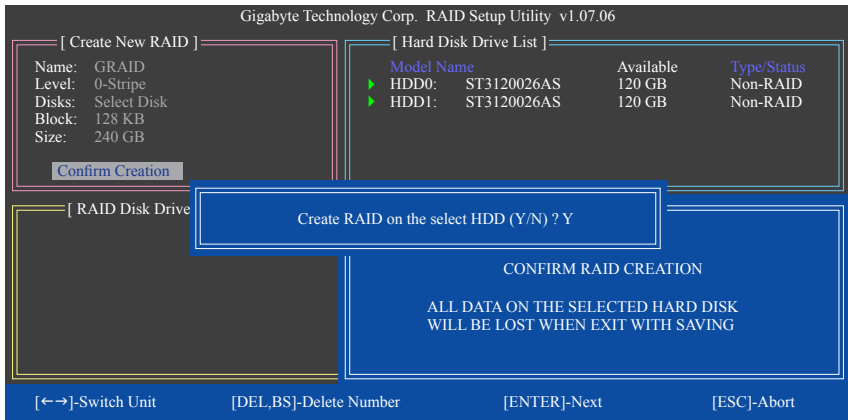 Gigabyte Technology Corp. RAID Setup Utility v1.07.06
[ Create New RAID ]
Name: GRAID
Level: 0-Stripe
Disks: Select Disk
Block: 128 KB
Size: 240 GB
Confirm Creation
[ Hard Disk Drive List ]
Model Name Available Type/Status
HDD0: ST3120026AS 120 GB Non-RAID
HDD1: ST3120026AS 120 GB Non-RAID
[ RAID Disk Drive
Create RAID on the select HDD (Y/N) ? Y
CONFIRM RAID CREATION
ALL DATA ON THE SELECTED HARD DISK
WILL BE LOST WHEN EXIT WITH SAVING
[←→]-Switch Unit [DEL,BS]-Delete Number [ENTER]-Next [ESC]-Abort